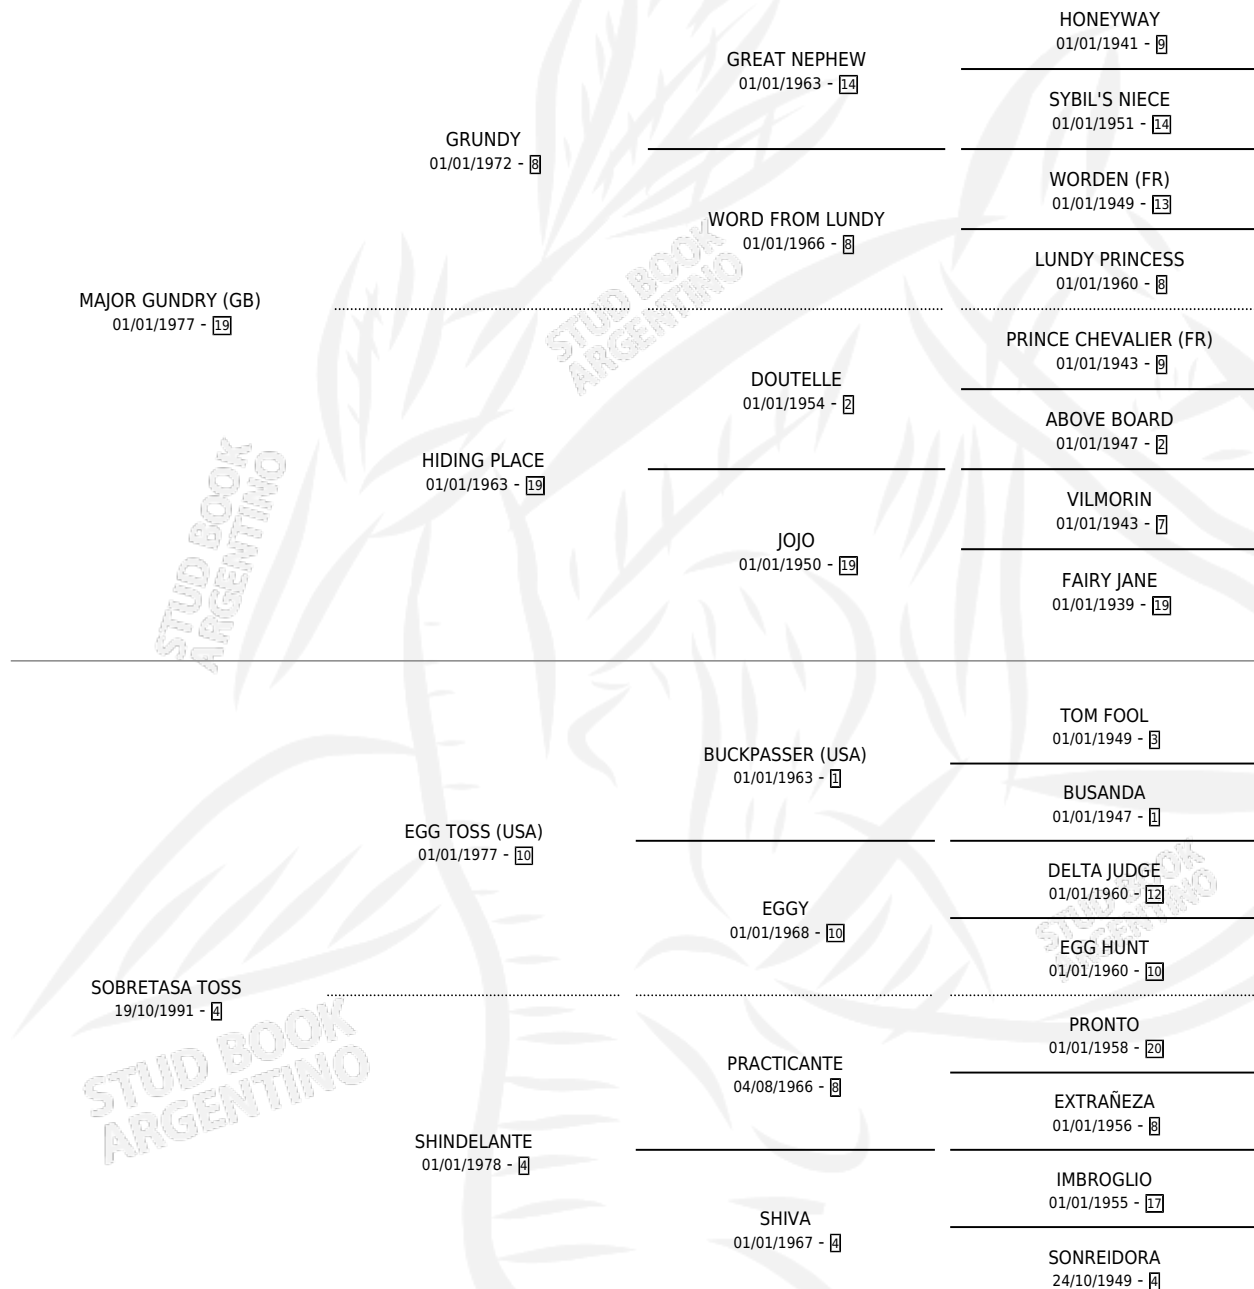 HONEYWAY
01/01/1941 - 9
GREAT NEPHEW
01/01/1963 - 14
SYBIL'S NIECE
01/01/1951 - 14
GRUNDY
01/01/1972 - 8
WORDEN (FR)
01/01/1949 - 13
WORD FROM LUNDY
01/01/1966 - 8
LUNDY PRINCESS
01/01/1960 - 8
MAJOR GUNDRY (GB)
01/01/1977 - 19
STUD BOOK
ARGENTINO
PRINCE CHEVALIER (FR)
01/01/1943 - 9
DOUTELLE
01/01/1954 - 2
ABOVE BOARD
01/01/1947 - 2
HIDING PLACE
01/01/1963 - 19
VILMORIN
01/01/1943 - 7
JOJO
01/01/1950 - 19
FAIRY JANE
01/01/1939 - 19
STUD BOOK
ARGENTINO
TOM FOOL
01/01/1949 - 3
BUCKPASSER (USA)
01/01/1963 - 1
BUSANDA
01/01/1947 - 1
EGG TOSS (USA)
01/01/1977 - 10
DELTA JUDGE
01/01/1960 - 12
EGGY
01/01/1968 - 10
EGG HUNT
01/01/1960 - 10
STUD BOOK
ARGENTINO
SOBRETASA TOSS
19/10/1991 - 4
STUD BOOK
ARGENTINO
PRONTO
01/01/1958 - 20
PRACTICANTE
04/08/1966 - 8
EXTRAÑEZA
01/01/1956 - 8
SHINDELANTE
01/01/1978 - 4
IMBROGLIO
01/01/1955 - 17
SHIVA
01/01/1967 - 4
SONREIDORA
24/10/1949 - 4